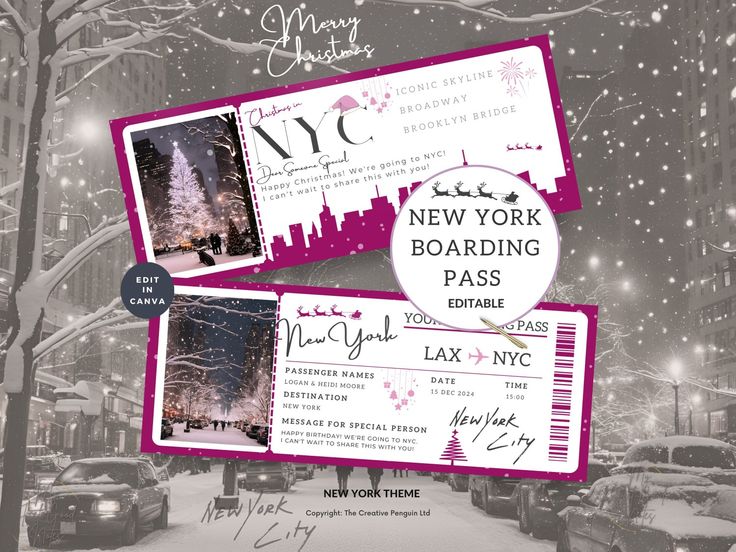 Merry
Christmas
Christmas in
NYC
Dear Someone Special
Happy Christmas! We're going to NYC!
I can't wait to share this with you!
ICONIC SKYLINE
BROADWAY
BROOKLYN BRIDGE
NEW YORK
BOARDING
PASS
EDITABLE
EDIT
IN
CANVA
New York
PASSENGER NAMES
LOGAN & HEIDI MOORE
DESTINATION
NEW YORK
MESSAGE FOR SPECIAL PERSON
HAPPY BIRTHDAY! WE'RE GOING TO NYC.
I CAN'T WAIT TO SHARE THIS WITH YOU!
NG PASS
LAX NYC
DATE
15 DEC 2024
TIME
15:00
New York
City
NEW YORK THEME
Copyright: The Creative Penguin Ltd
New York
City